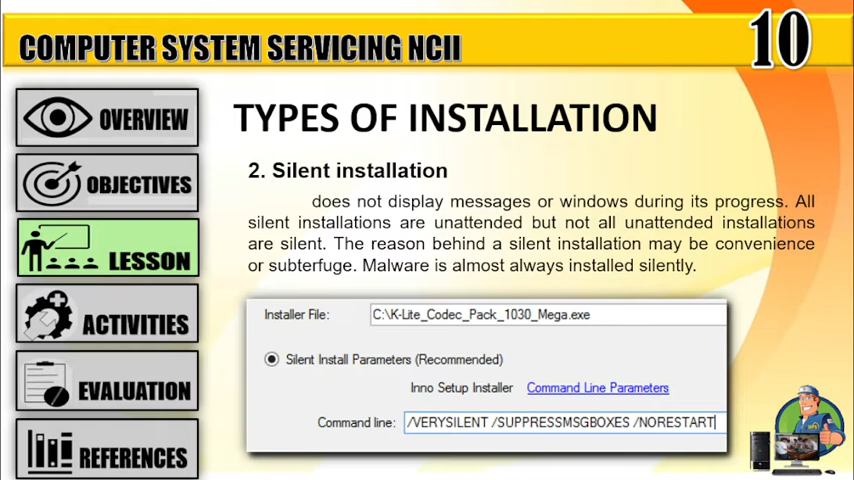 COMPUTER SYSTEM SERVICING NCII
10
OVERVIEW
OBJECTIVES
LESSON
ACTIVITIES
EVALUATION
REFERENCES
TYPES OF INSTALLATION
2. Silent installation
does not display messages or windows during its progress. All
silent installations are unattended but not all unattended installations
are silent. The reason behind a silent installation may be convenience
or subterfuge. Malware is almost always installed silently.
Installer File: C:\K-Lite_Codec_Pack_1030_Mega.exe
Silent Install Parameters (Recommended)
Inno Setup Installer Command Line Parameters
Command line: /VERYSILENT /SUPPRESSMSGBOXES /NORESTART